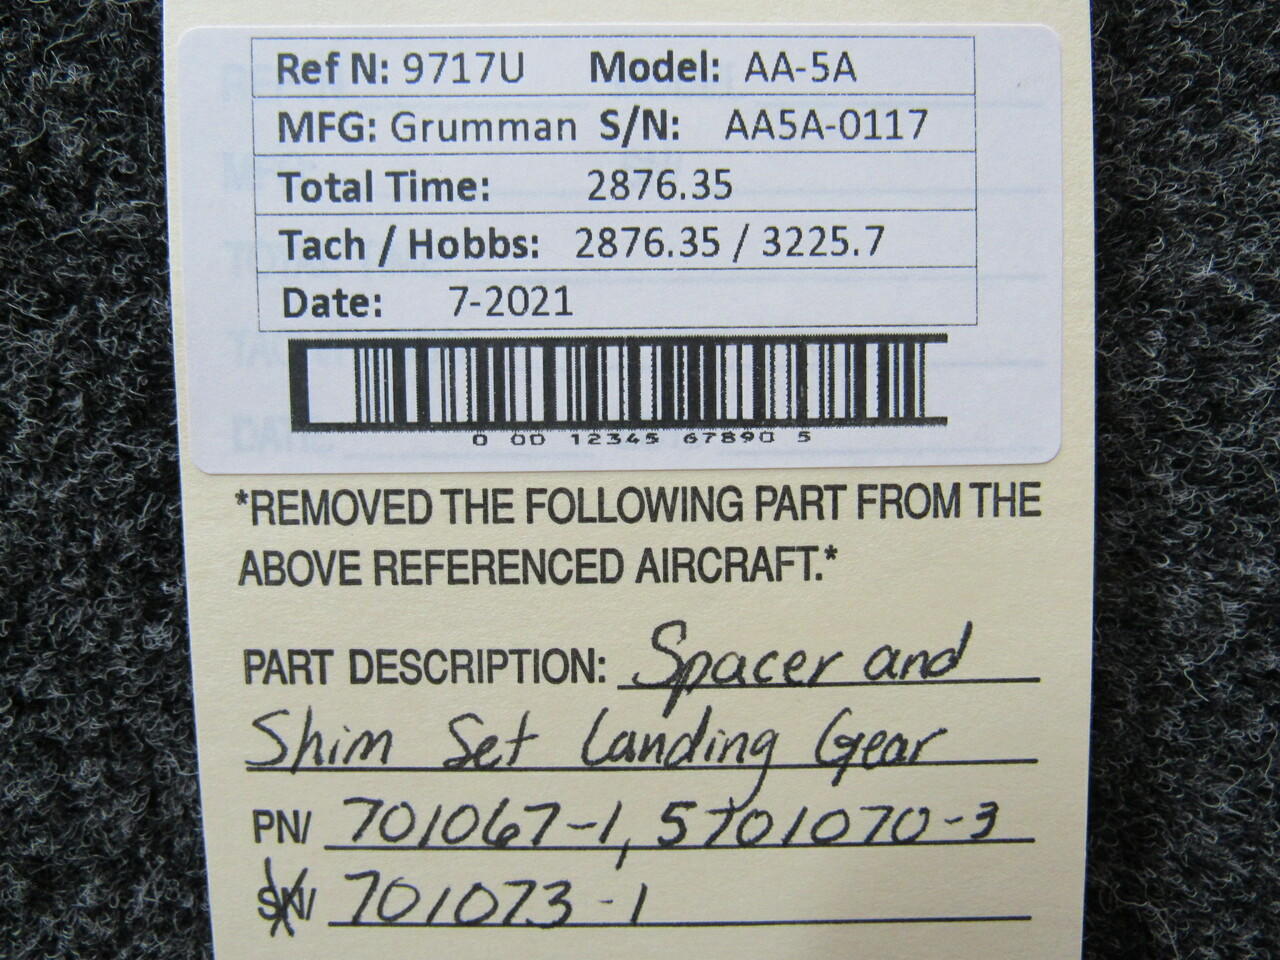 Ref N: 9717U Model: AA-5A
MFG: Grumman S/N: AA5A-0117
Total Time: 2876.35
Tach / Hobbs: 2876.35 / 3225.7
Date: 7-2021
0 00 12345 67890 5
*REMOVED THE FOLLOWING PART FROM THE
ABOVE REFERENCED AIRCRAFT.*
PART DESCRIPTION: Spacer and
Shim Set Landing Gear
PN/ 701067-1, 5701070-3
SN/ 701073-1